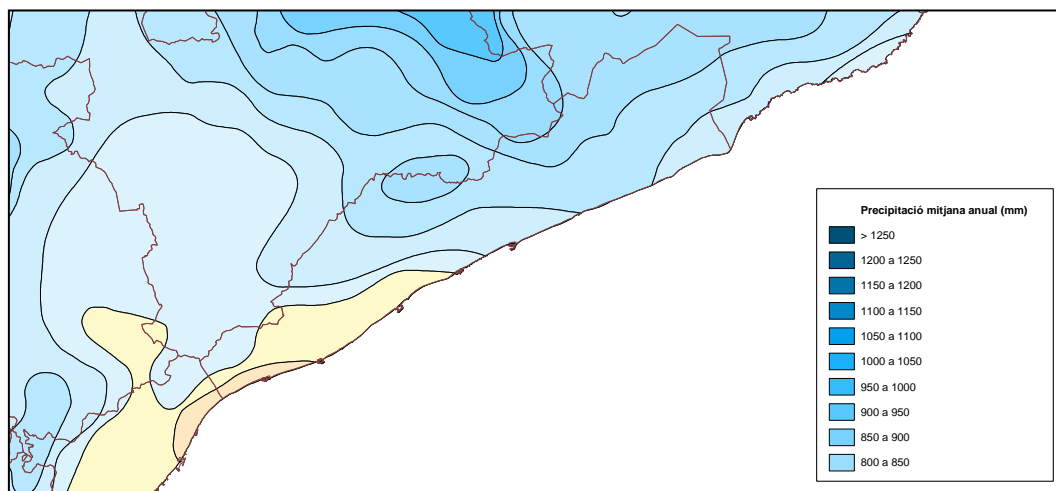 Precipitació mitjana anual (mm)
> 1250
1200 a 1250
1150 a 1200
1100 a 1150
1050 a 1100
1000 a 1050
950 a 1000
900 a 950
850 a 900
800 a 850